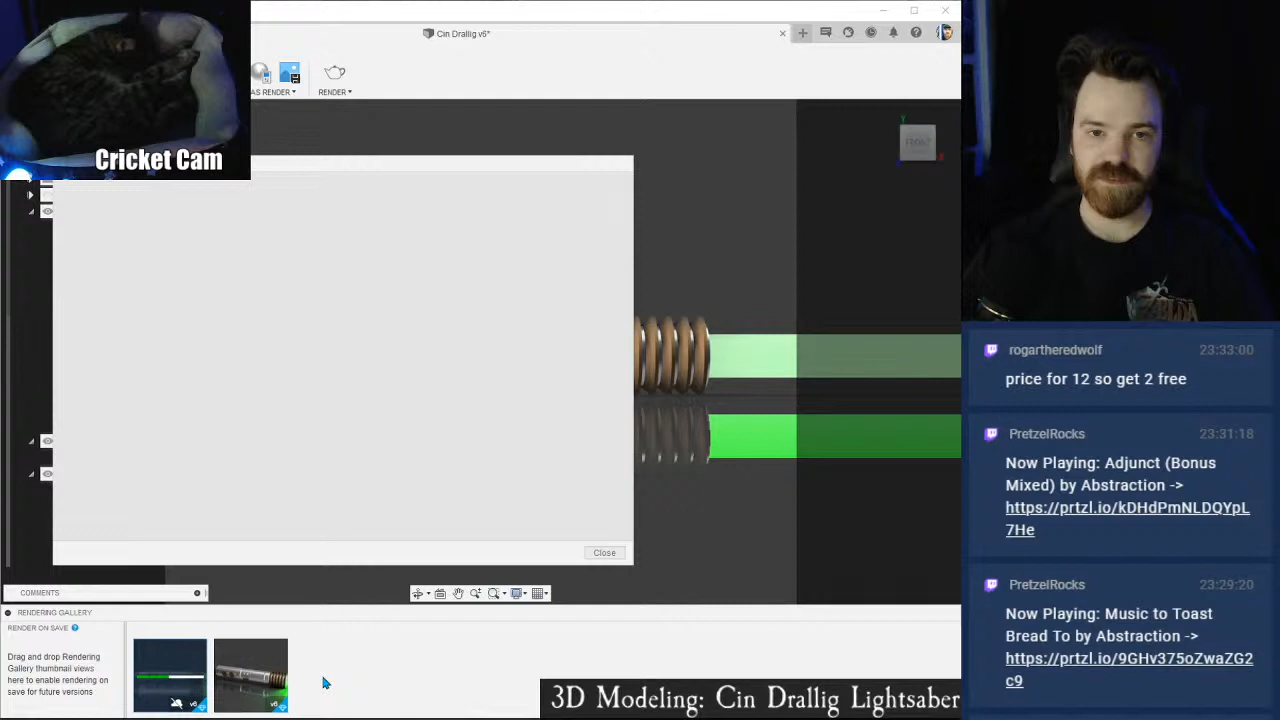 Cin Drallig v6*
AS RENDER
RENDER
Cricket Cam
FRONT
Close
COMMENTS
RENDERING GALLERY
RENDER ON SAVE
Drag and drop Rendering
Gallery thumbnail views
here to enable rendering on
save for future versions
v6
v6
3D Modeling: Cin Drallig Lightsaber
rogartheredwolf 23:33:00
price for 12 so get 2 free
PretzelRocks 23:31:18
Now Playing: Adjunct (Bonus
Mixed) by Abstraction ->
https://prtzl.io/kDHdPmNLDQYpL
7He
PretzelRocks 23:29:20
Now Playing: Music to Toast
Bread To by Abstraction ->
https://prtzl.io/9GHv375oZwaZG2
c9